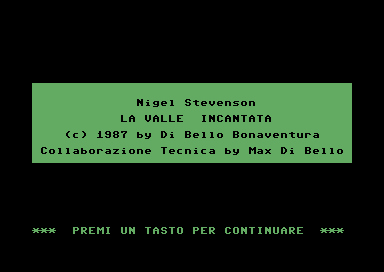 Nigel Stevenson
LA VALLE  INCANTATA
(c) 1987 by Di Bello Bonaventura
Collaborazione Tecnica by Max Di Bello
***  PREMI UN TASTO PER CONTINUARE  ***